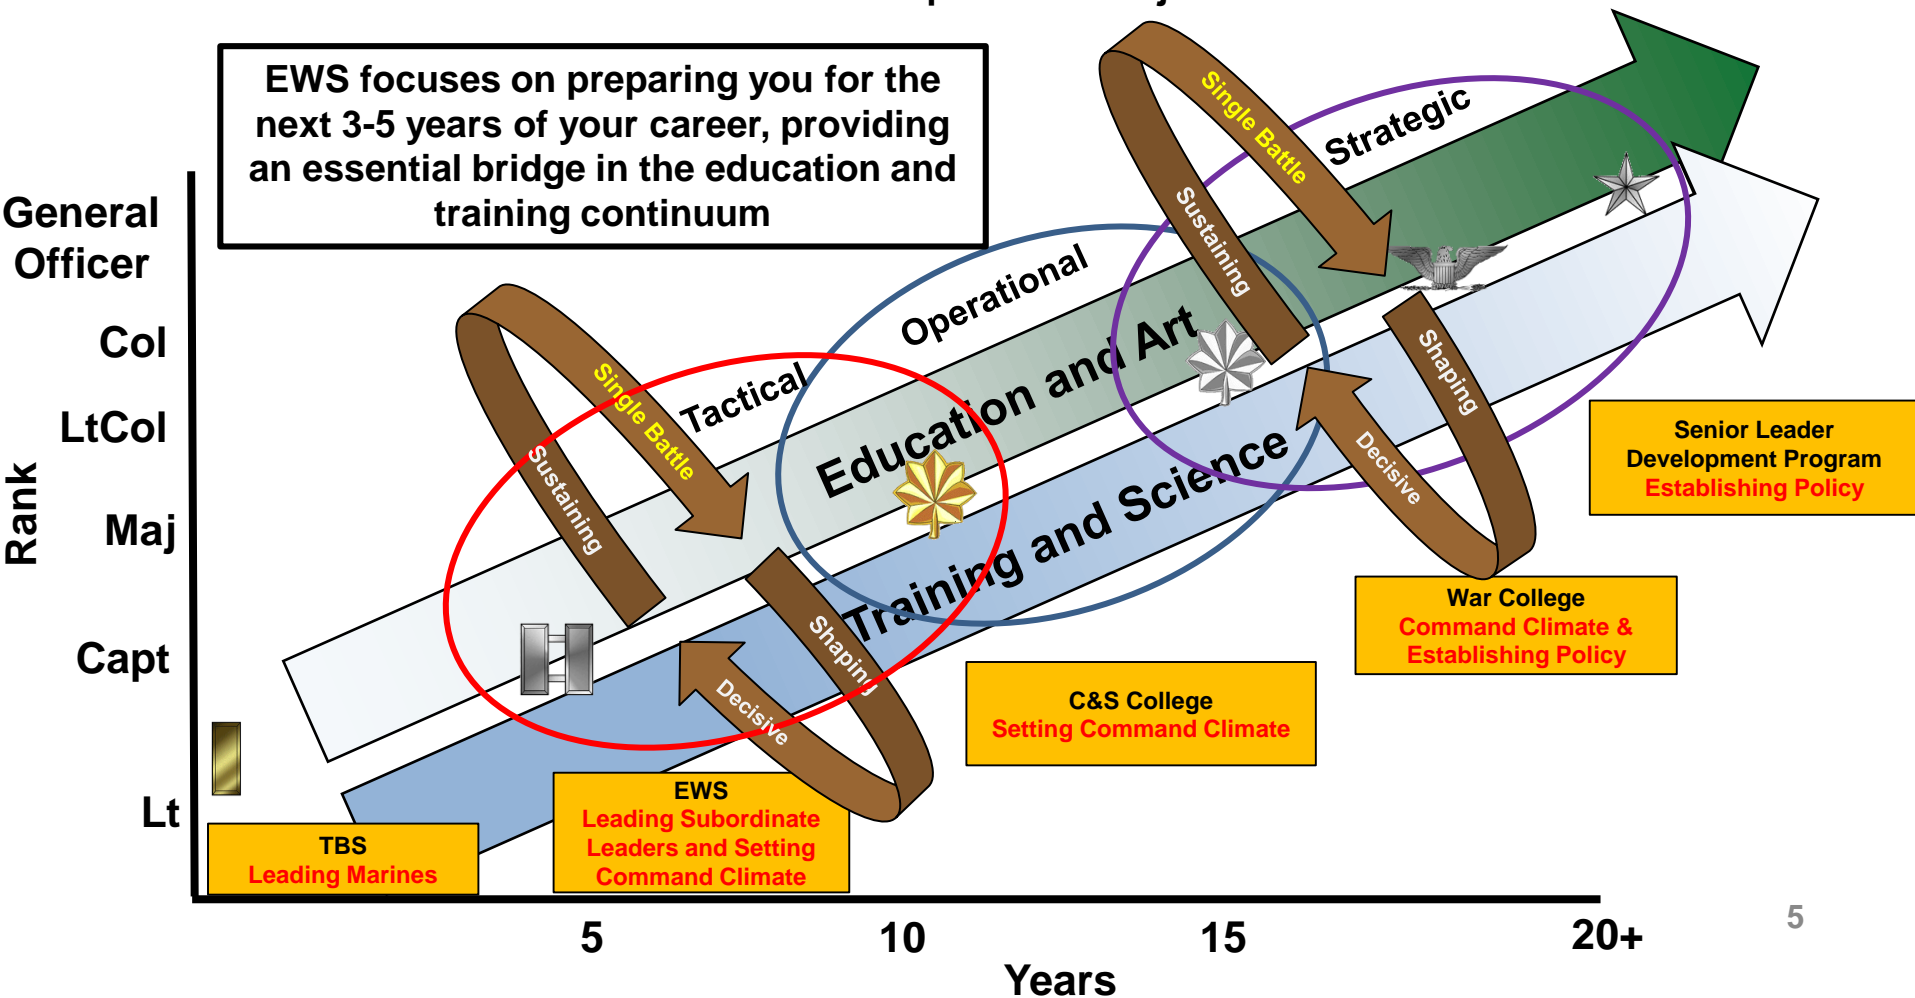 EWS focuses on preparing you for the
next 3-5 years of your career, providing
an essential bridge in the education and
training continuum
General
Officer
Col
LtCol
Maj
Capt
Lt
Rank
Single Battle
Sustaining
Strategic
Operational
Tactical
Education and Art
Training and Science
Single Battle
Sustaining
Shaping
Decisive
Shaping
Decisive
Senior Leader
Development Program
Establishing Policy
War College
Command Climate &
Establishing Policy
C&S College
Setting Command Climate
EWS
Leading Subordinate
Leaders and Setting
Command Climate
TBS
Leading Marines
5
10
15
20+
Years
5